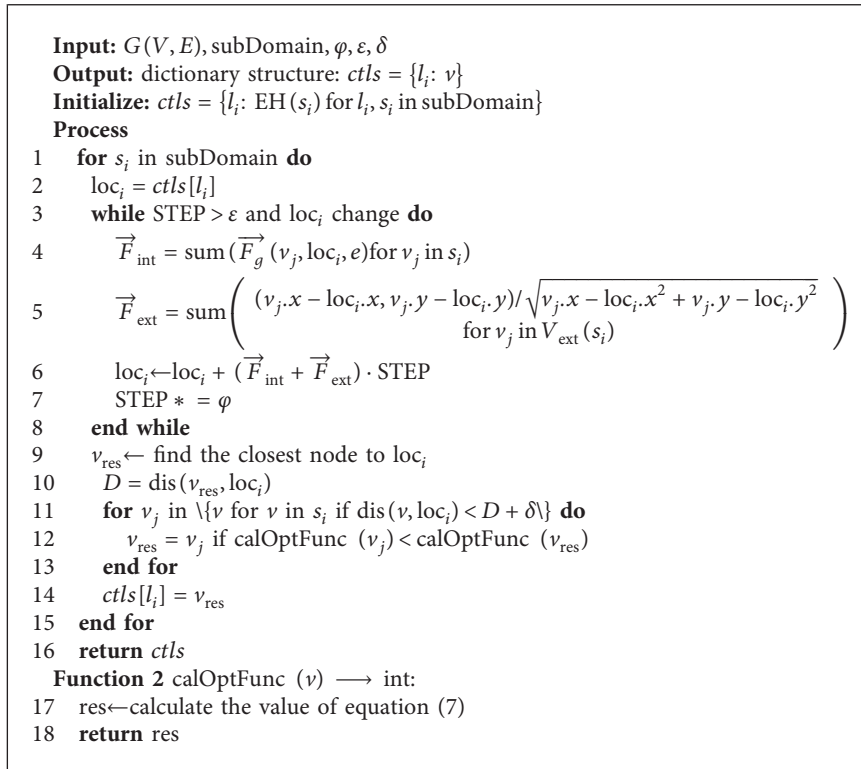 Input: G(V, E), subDomain, φ, ε, δ
Output: dictionary structure: ctls = {l_i: v}
Initialize: ctls = {l_i: EH(s_i) for l_i, s_i in subDomain}
Process
1 for s_i in subDomain do
2 loc_i = ctls[l_i]
3 while STEP > ε and loc_i change do
4 F⃗_int = sum(F⃗_g(v_j, loc_i, e)for v_j in s_i)
5 F⃗_ext = sum( (v_j.x − loc_i.x, v_j.y − loc_i.y)/√(v_j.x − loc_i.x² + v_j.y − loc_i.y²)
for v_j in V_ext(s_i) )
6 loc_i←loc_i + (F⃗_int + F⃗_ext) · STEP
7 STEP ∗ = φ
8 end while
9 v_res← find the closest node to loc_i
10 D = dis(v_res, loc_i)
11 for v_j in \{v for v in s_i if dis(v, loc_i) < D + δ\} do
12 v_res = v_j if calOptFunc (v_j) < calOptFunc (v_res)
13 end for
14 ctls[l_i] = v_res
15 end for
16 return ctls
Function 2 calOptFunc (v) ⟶ int:
17 res←calculate the value of equation (7)
18 return res